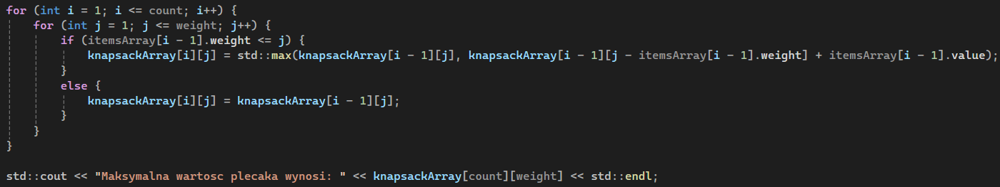 for (int i = 1; i <= count; i++) {
    for (int j = 1; j <= weight; j++) {
        if (itemsArray[i - 1].weight <= j) {
            knapsackArray[i][j] = std::max(knapsackArray[i - 1][j], knapsackArray[i - 1][j - itemsArray[i - 1].weight] + itemsArray[i - 1].value);
        }
        else {
            knapsackArray[i][j] = knapsackArray[i - 1][j];
        }
    }
}
std::cout << "Maksymalna wartosc plecaka wynosi: " << knapsackArray[count][weight] << std::endl;